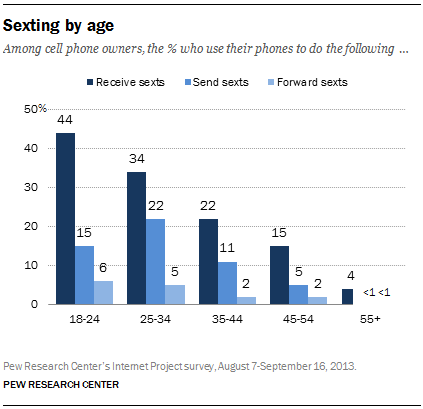 Sexting by age
Among cell phone owners, the % who use their phones to do the following …
Receive sexts Send sexts Forward sexts
50%
40
30
20
10
0
44 15 6
34 22 5
22 11 2
15 5 2
4 <1 <1
18-24 25-34 35-44 45-54 55+
Pew Research Center's Internet Project survey, August 7-September 16, 2013.
PEW RESEARCH CENTER